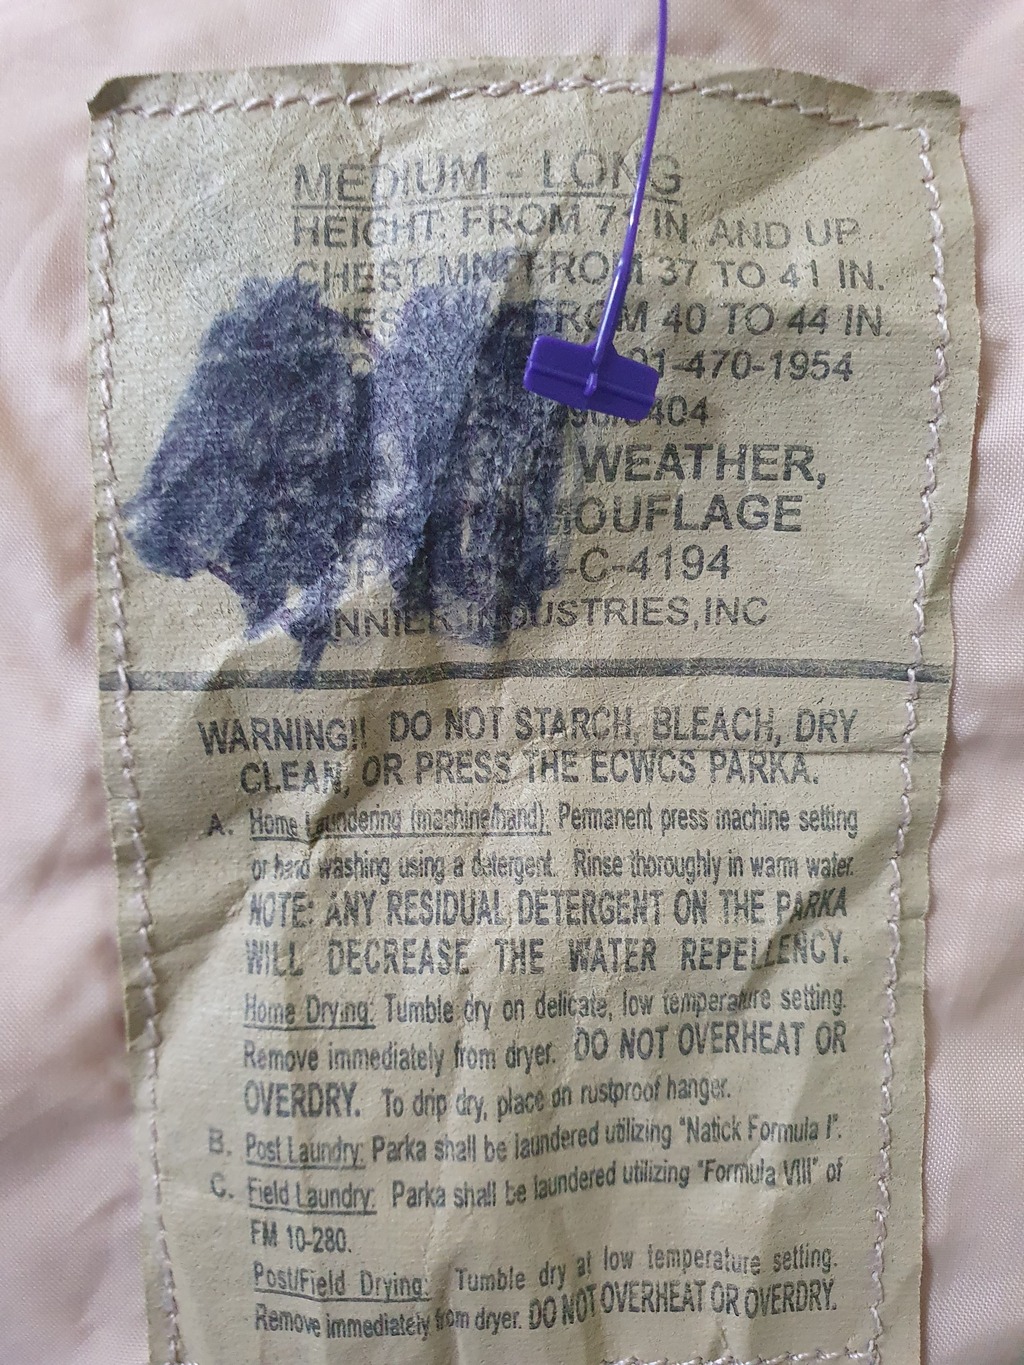 MEDIUM - LONG
HEIGHT: FROM 71 IN AND UP
CHEST FROM 37 TO 41 IN.
FROM 40 TO 44 IN.
01-470-1954
WEATHER,
CAMOUFLAGE
-C-4194
INDUSTRIES,INC
WARNING!! DO NOT STARCH, BLEACH, DRY
CLEAN, OR PRESS THE ECWCS PARKA.
A. Home Laundering (machine/hand): Permanent press machine setting
or hand washing using a detergent. Rinse thoroughly in warm water.
NOTE: ANY RESIDUAL DETERGENT ON THE PARKA
WILL DECREASE THE WATER REPELLENCY.
Home Drying: Tumble dry on delicate, low temperature setting.
Remove immediately from dryer. DO NOT OVERHEAT OR
OVERDRY. To drip dry, place on rustproof hanger.
B. Post Laundry: Parka shall be laundered utilizing "Natick Formula I".
C. Field Laundry: Parka shall be laundered utilizing "Formula VIII" of
FM 10-280.
Post/Field Drying: Tumble dry at low temperature setting.
Remove immediately from dryer. DO NOT OVERHEAT OR OVERDRY.